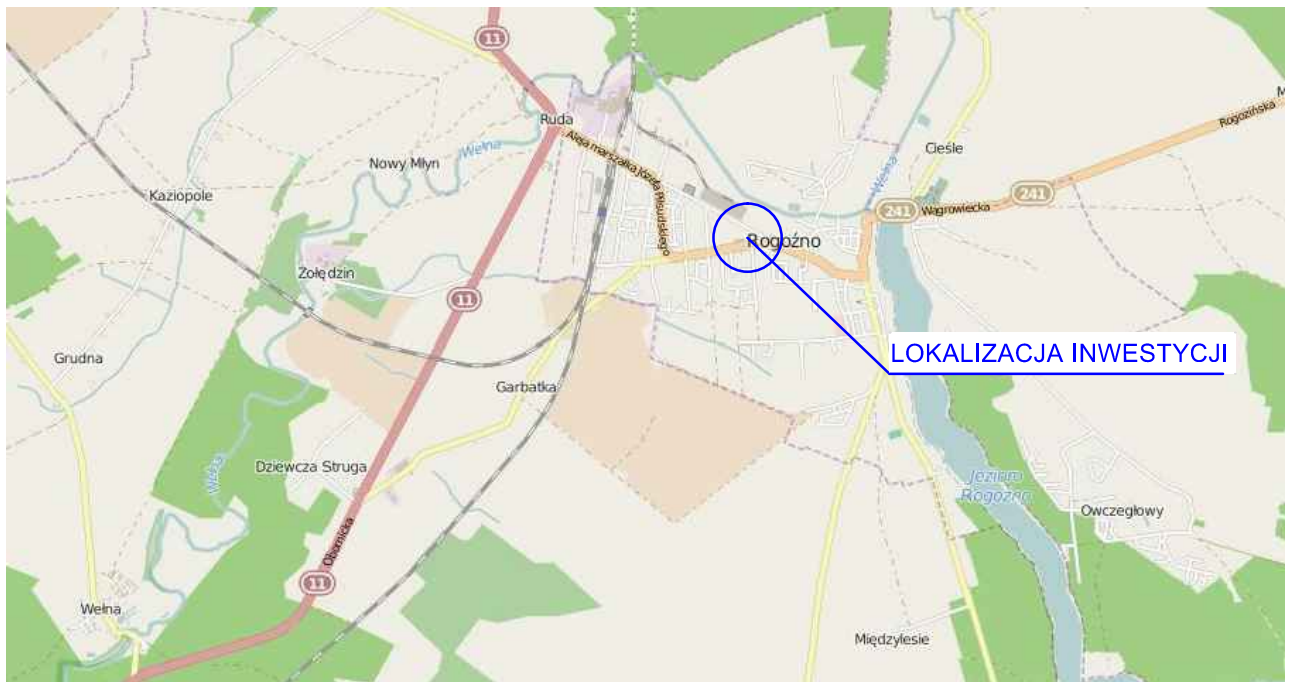 11
Ruda
Aleja marszałka Józefa Piłsudskiego
Rogozińska
Cieśle
Nowy Młyn
Wełna
Wełna
Kaziopole
241
Wągrowiecka
241
Rogoźno
Żołędzin
11
LOKALIZACJA INWESTYCJI
Grudna
Garbatka
Dziewcza Struga
Wełna
Jezioro
Rogoźno
Owczegłowy
Obornicka
11
Wełna
Międzylesie